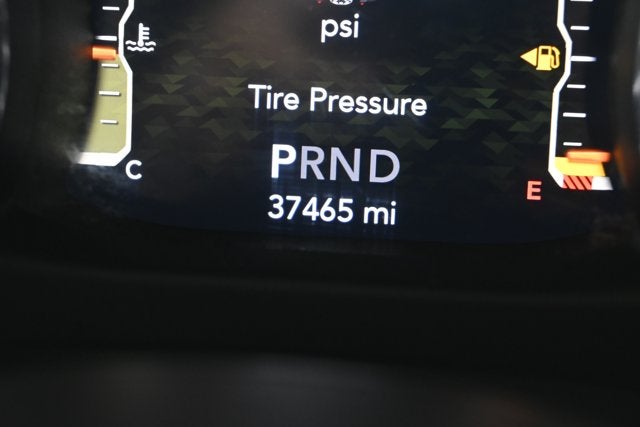 psi
Tire Pressure
PRND
C
E
37465 mi